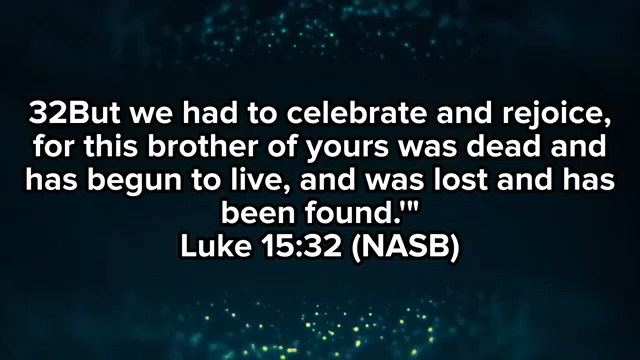 32But we had to celebrate and rejoice,
for this brother of yours was dead and
has begun to live, and was lost and has
been found.'"
Luke 15:32 (NASB)